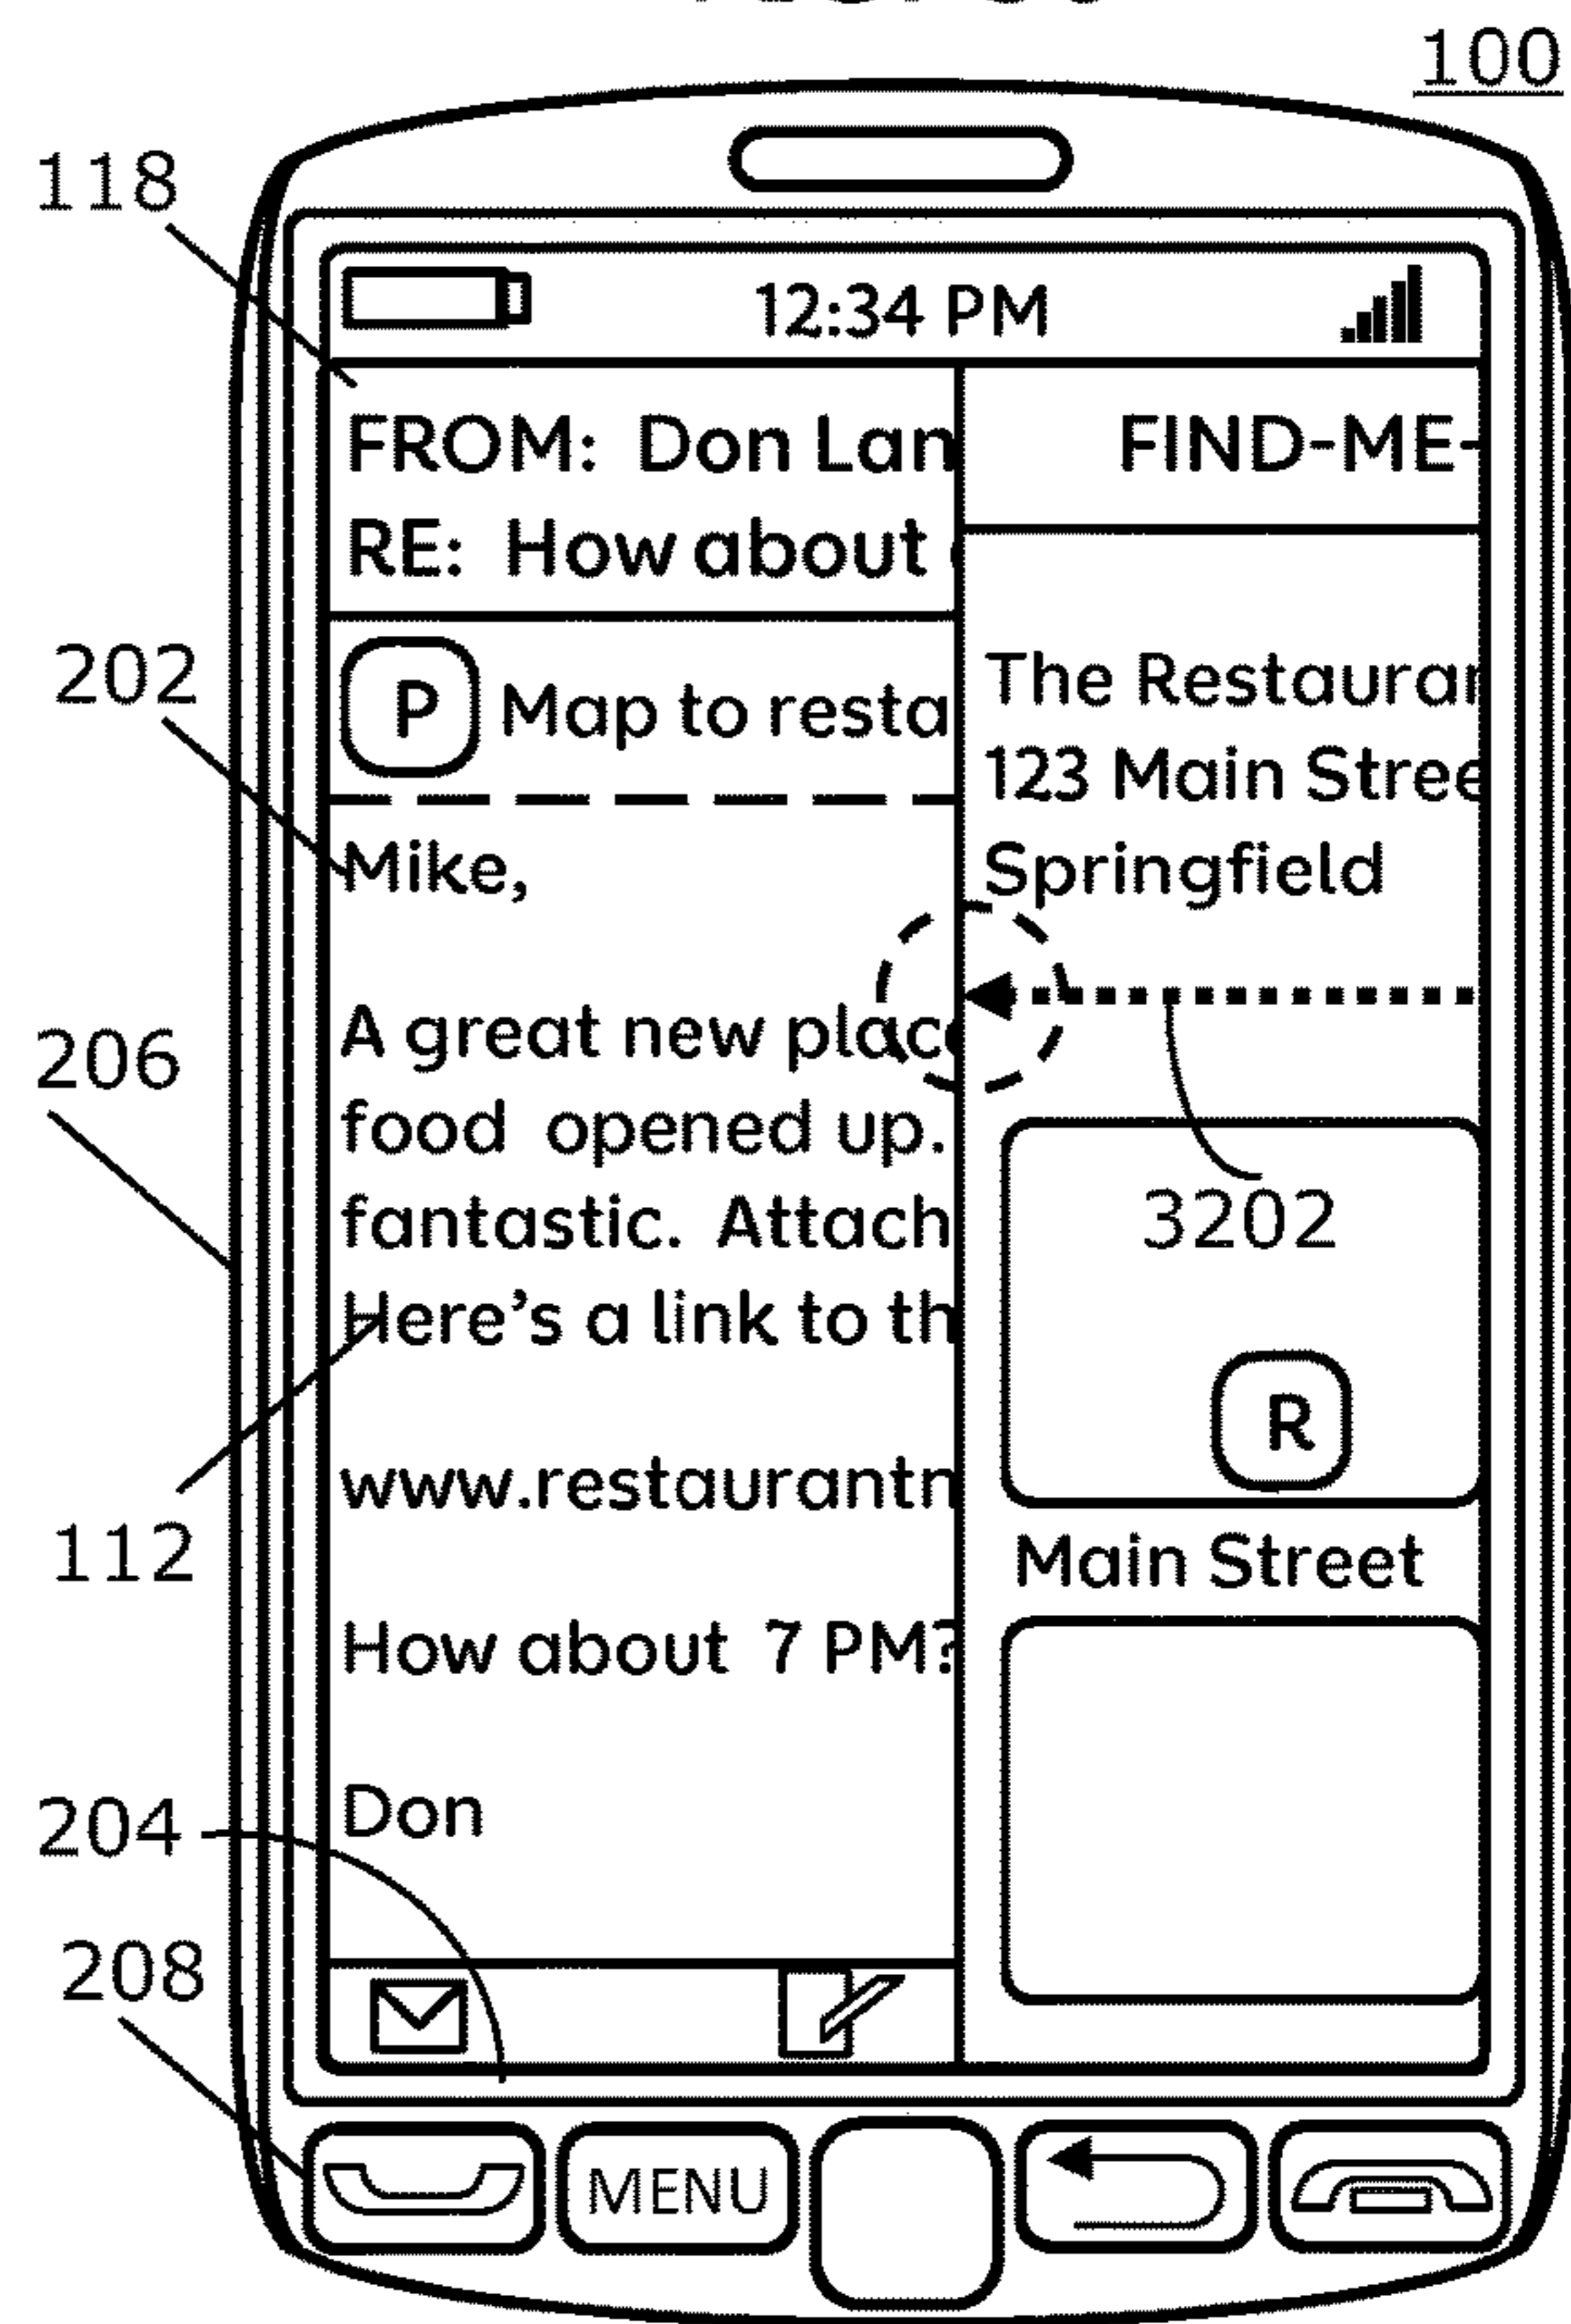 100
118
12:34 PM
FROM: Don Lan
RE: How about
P Map to resta
202
Mike,
A great new place
food opened up.
fantastic. Attach
Here's a link to th
www.restaurantn
How about 7 PM?
Don
FIND-ME-
The Restauran
123 Main Stree
Springfield
3202
R
Main Street
206
112
204
208
MENU